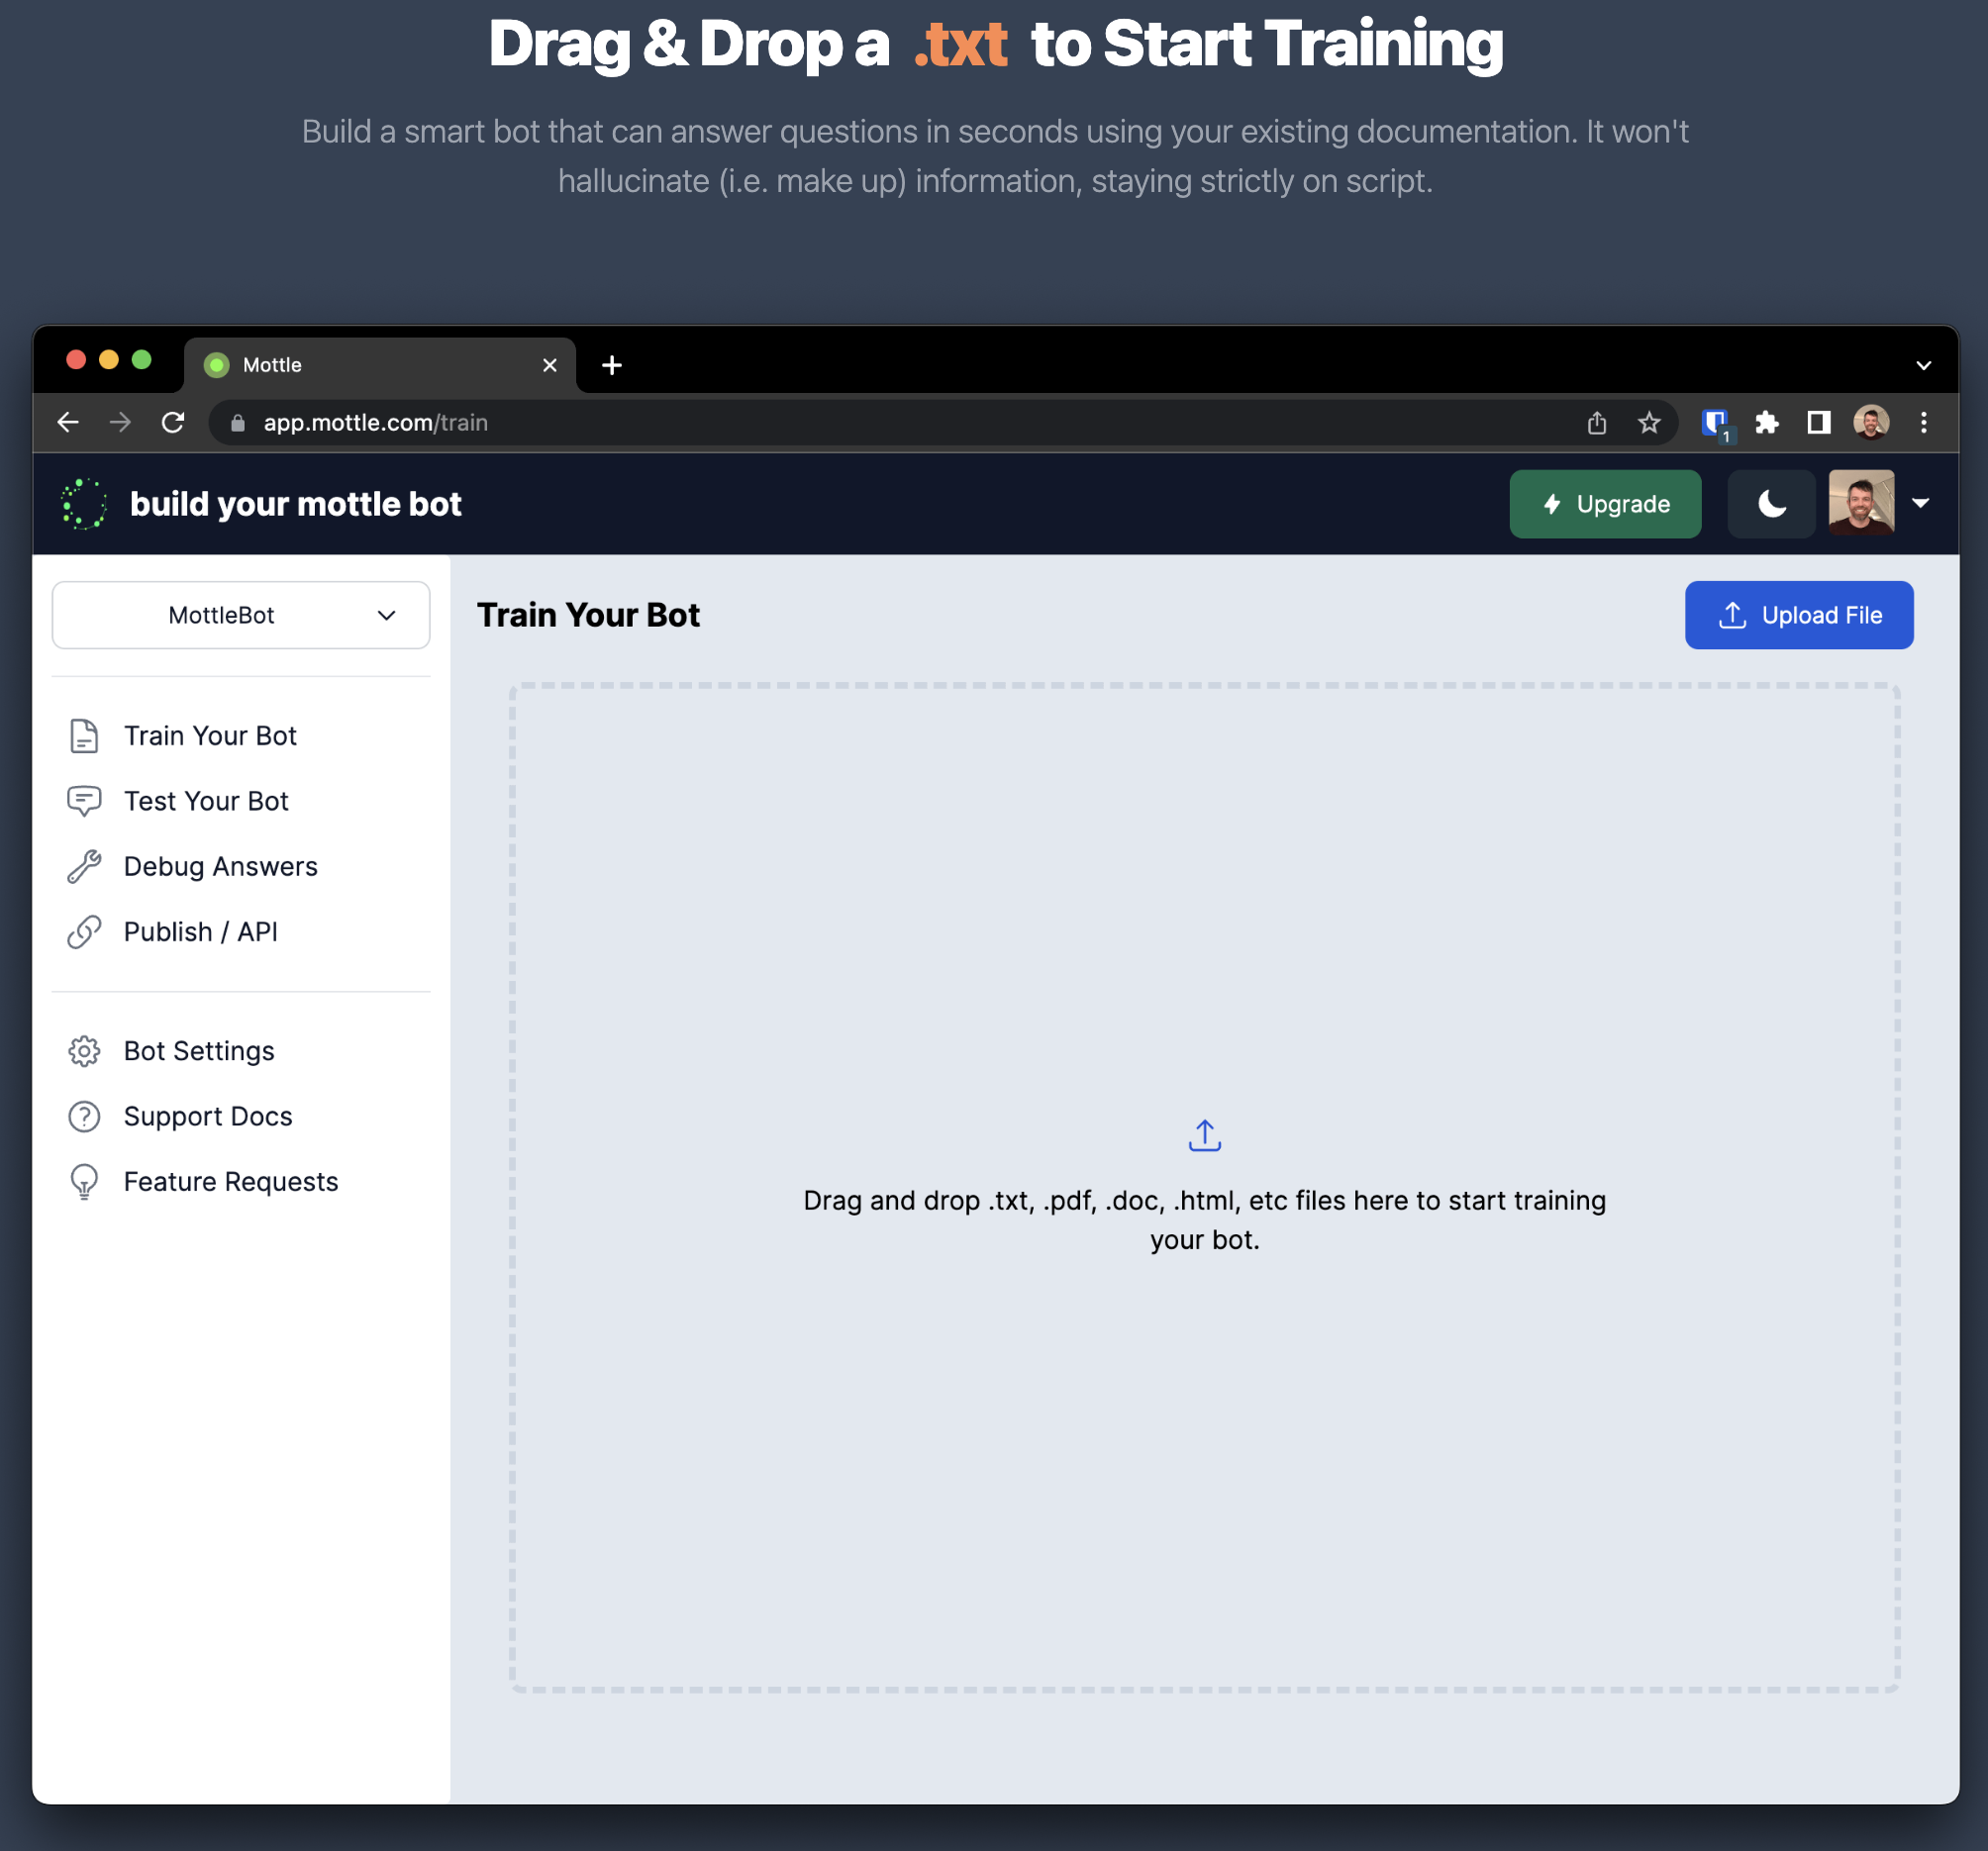 Drag & Drop a .txt to Start Training
Build a smart bot that can answer questions in seconds using your existing documentation. It won't
hallucinate (i.e. make up) information, staying strictly on script.
Mottle
app.mottle.com/train
1
build your mottle bot
Upgrade
MottleBot
Train Your Bot
Test Your Bot
Debug Answers
Publish / API
Bot Settings
Support Docs
Feature Requests
Train Your Bot
Upload File
Drag and drop .txt, .pdf, .doc, .html, etc files here to start training
your bot.